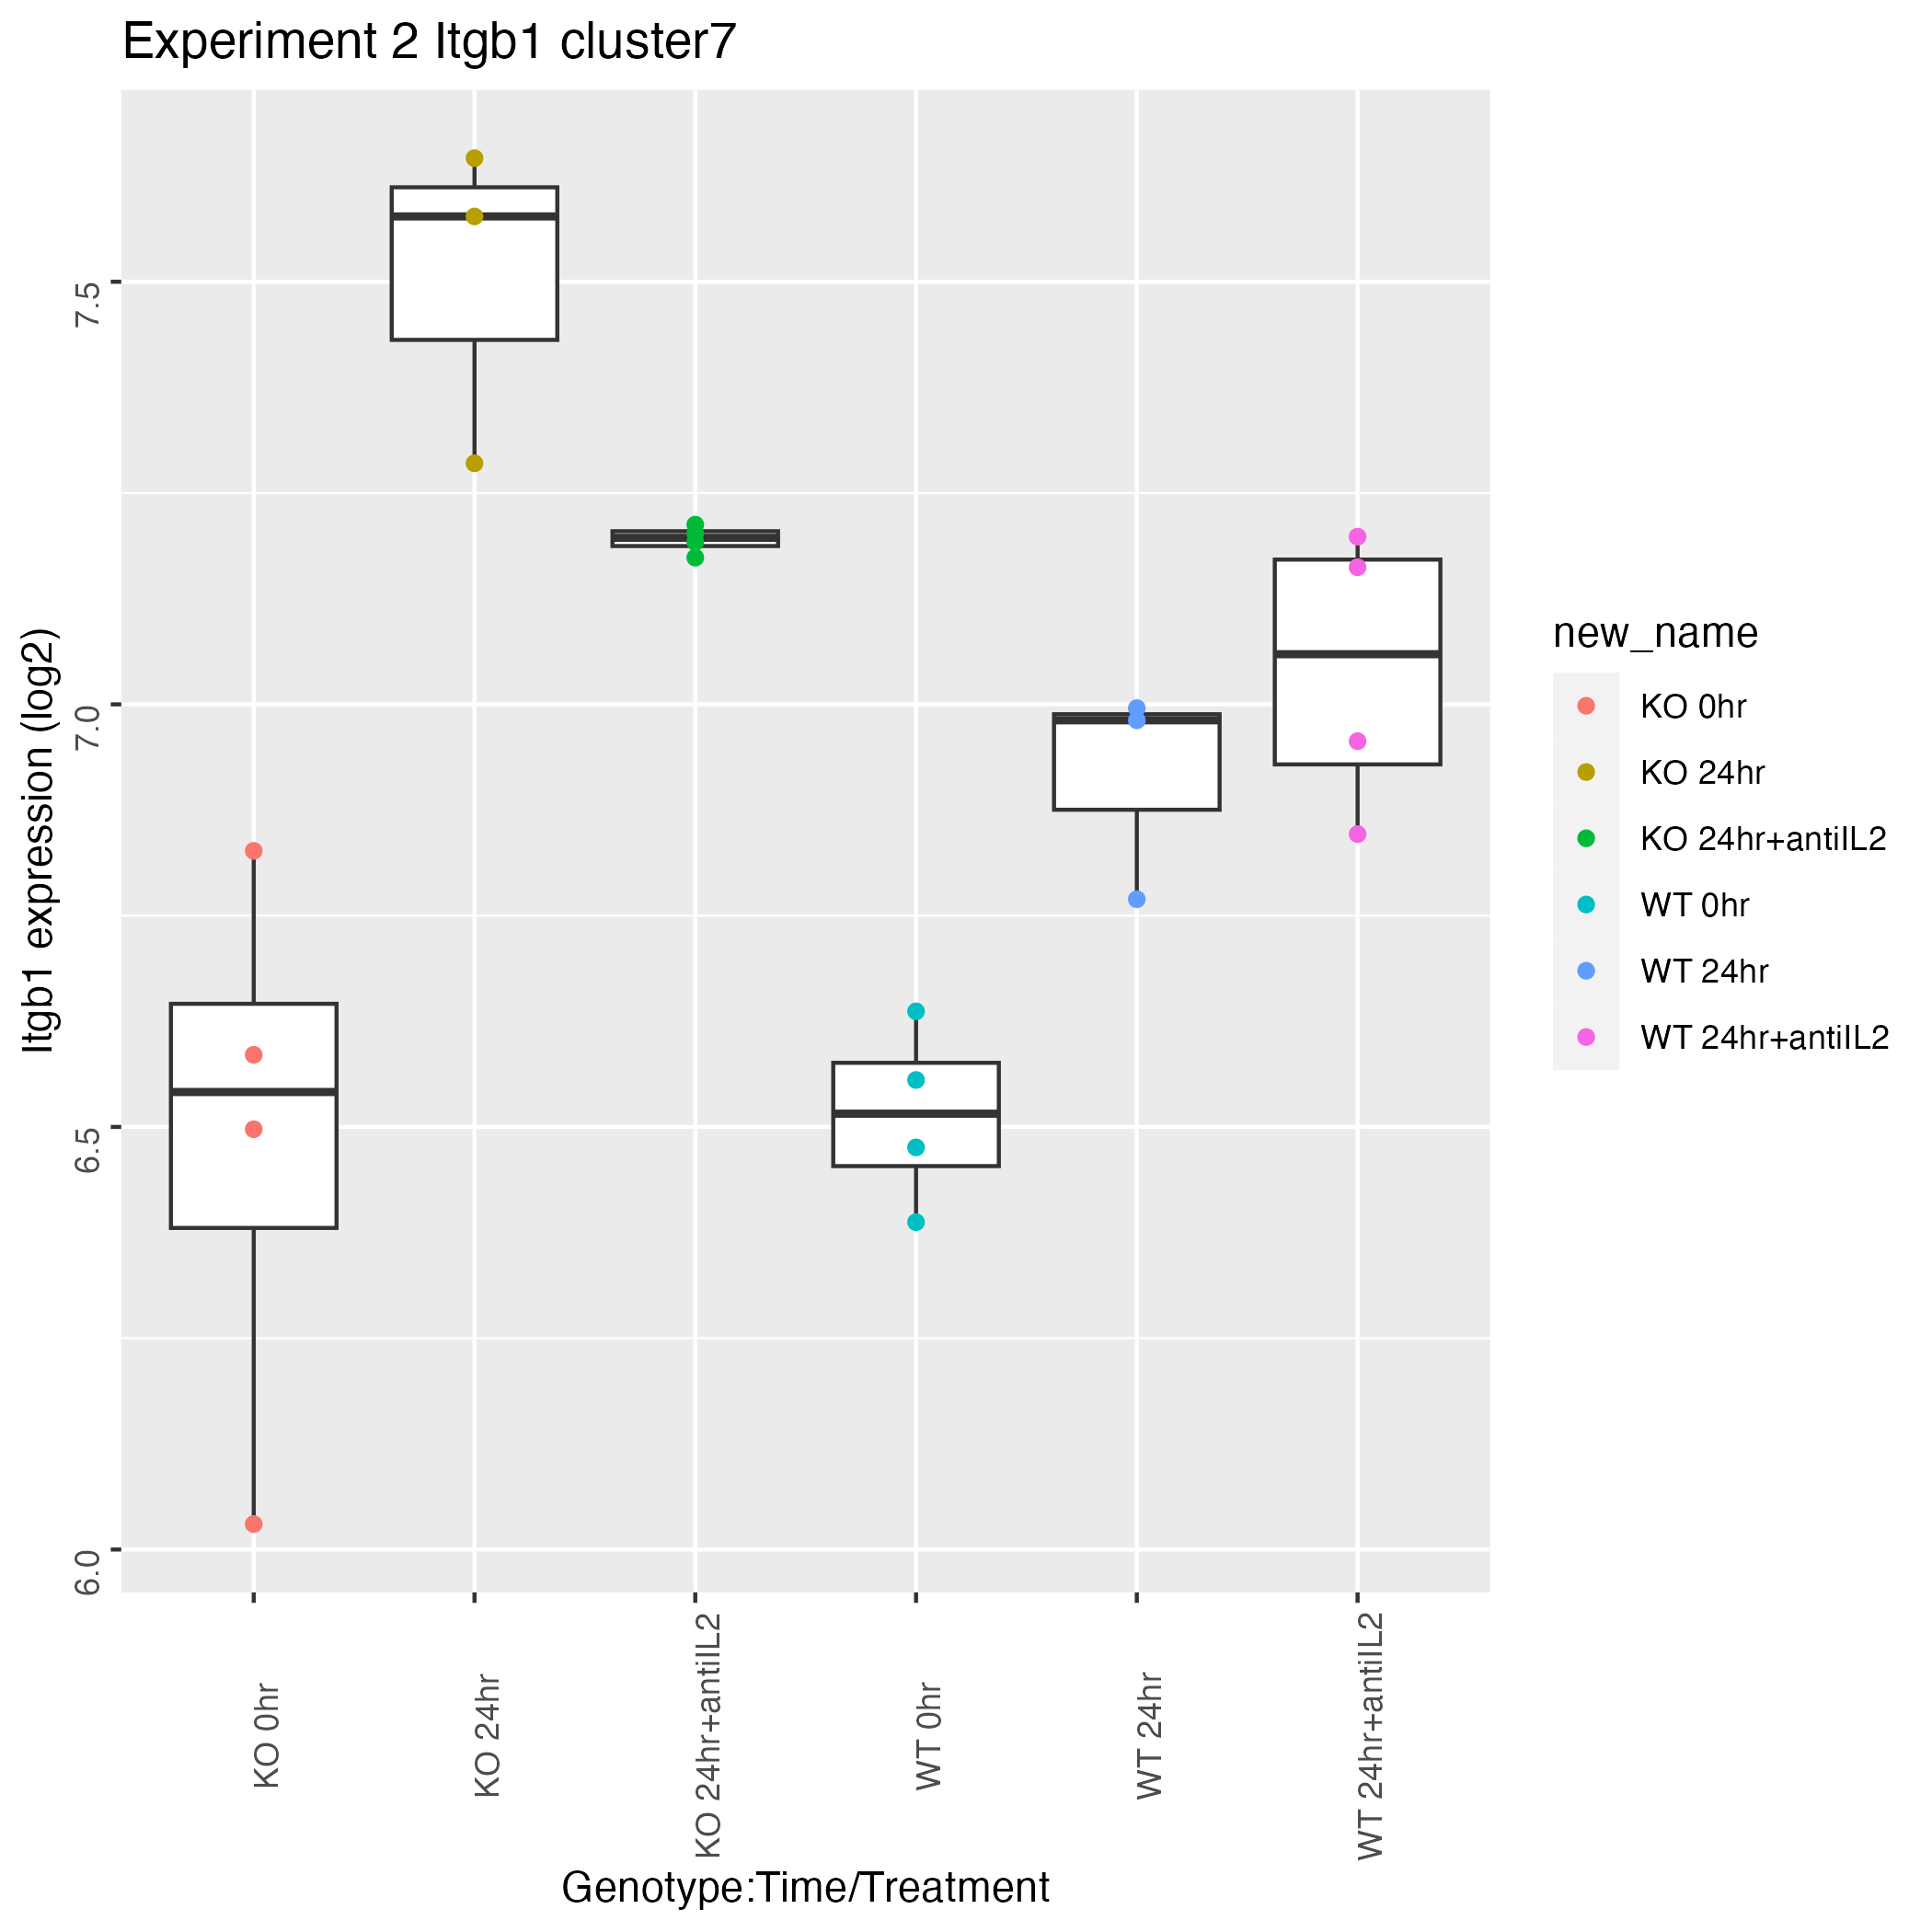 Experiment 2 Itgb1 cluster7
Itgb1 expression (log2)
7.5
7.0
6.5
6.0
KO 0hr
KO 24hr
KO 24hr+antiIL2
WT 0hr
WT 24hr
WT 24hr+antiIL2
Genotype:Time/Treatment
new_name
KO 0hr
KO 24hr
KO 24hr+antiIL2
WT 0hr
WT 24hr
WT 24hr+antiIL2